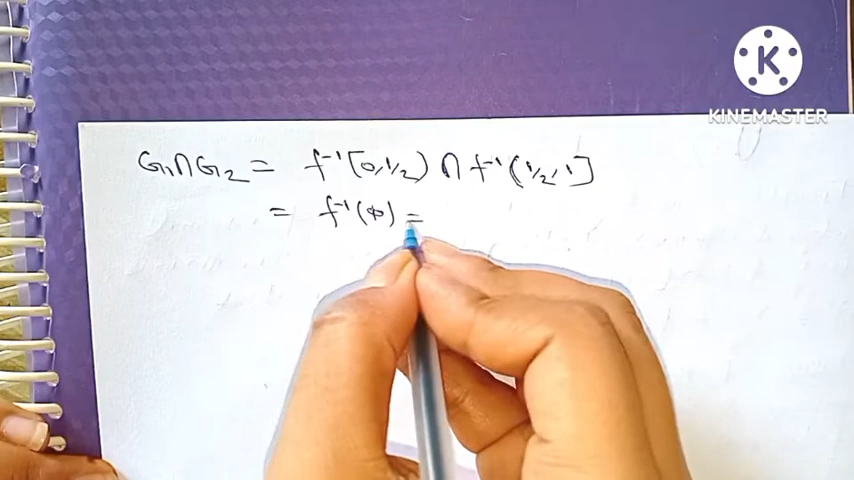 G₁∩G₂ = f⁻¹[0,1/2) ∩ f⁻¹(1/2,1]
= f⁻¹(φ) =
K
KINEMASTER